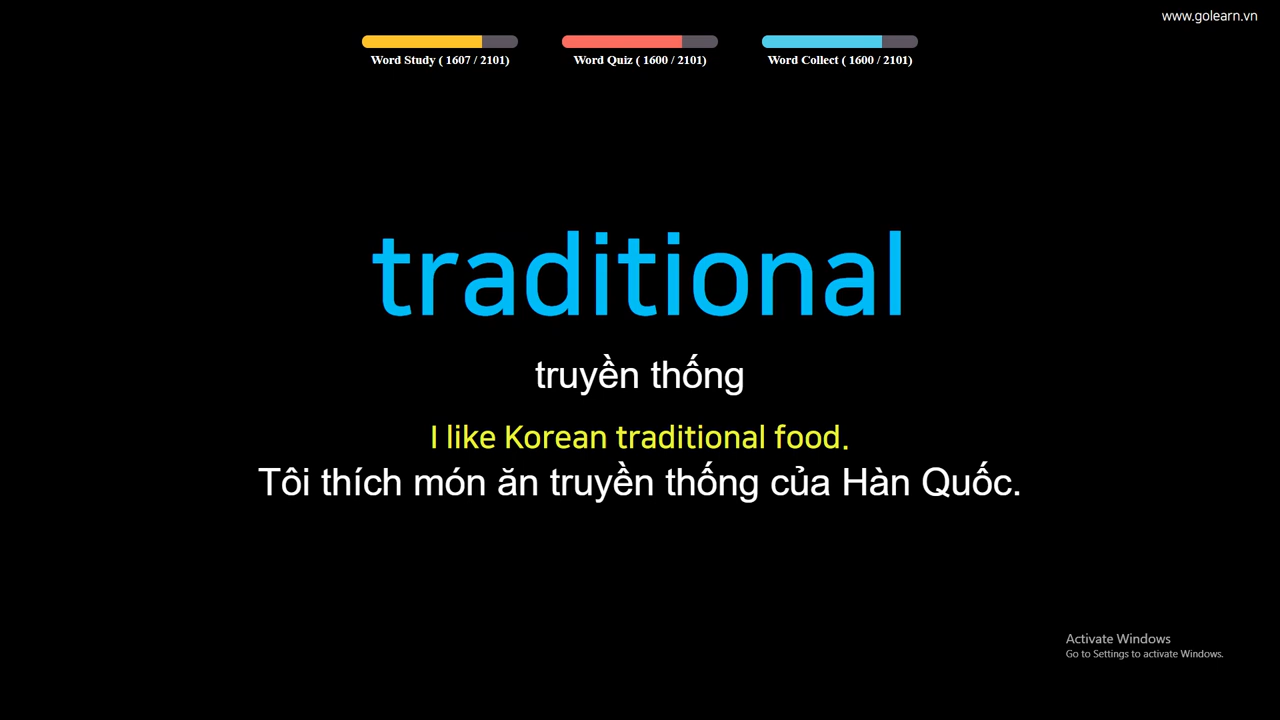 www.golearn.vn
Word Study ( 1607 / 2101) Word Quiz ( 1600 / 2101) Word Collect ( 1600 / 2101)
traditional
truyền thống
I like Korean traditional food.
Tôi thích món ăn truyền thống của Hàn Quốc.
Activate Windows
Go to Settings to activate Windows.